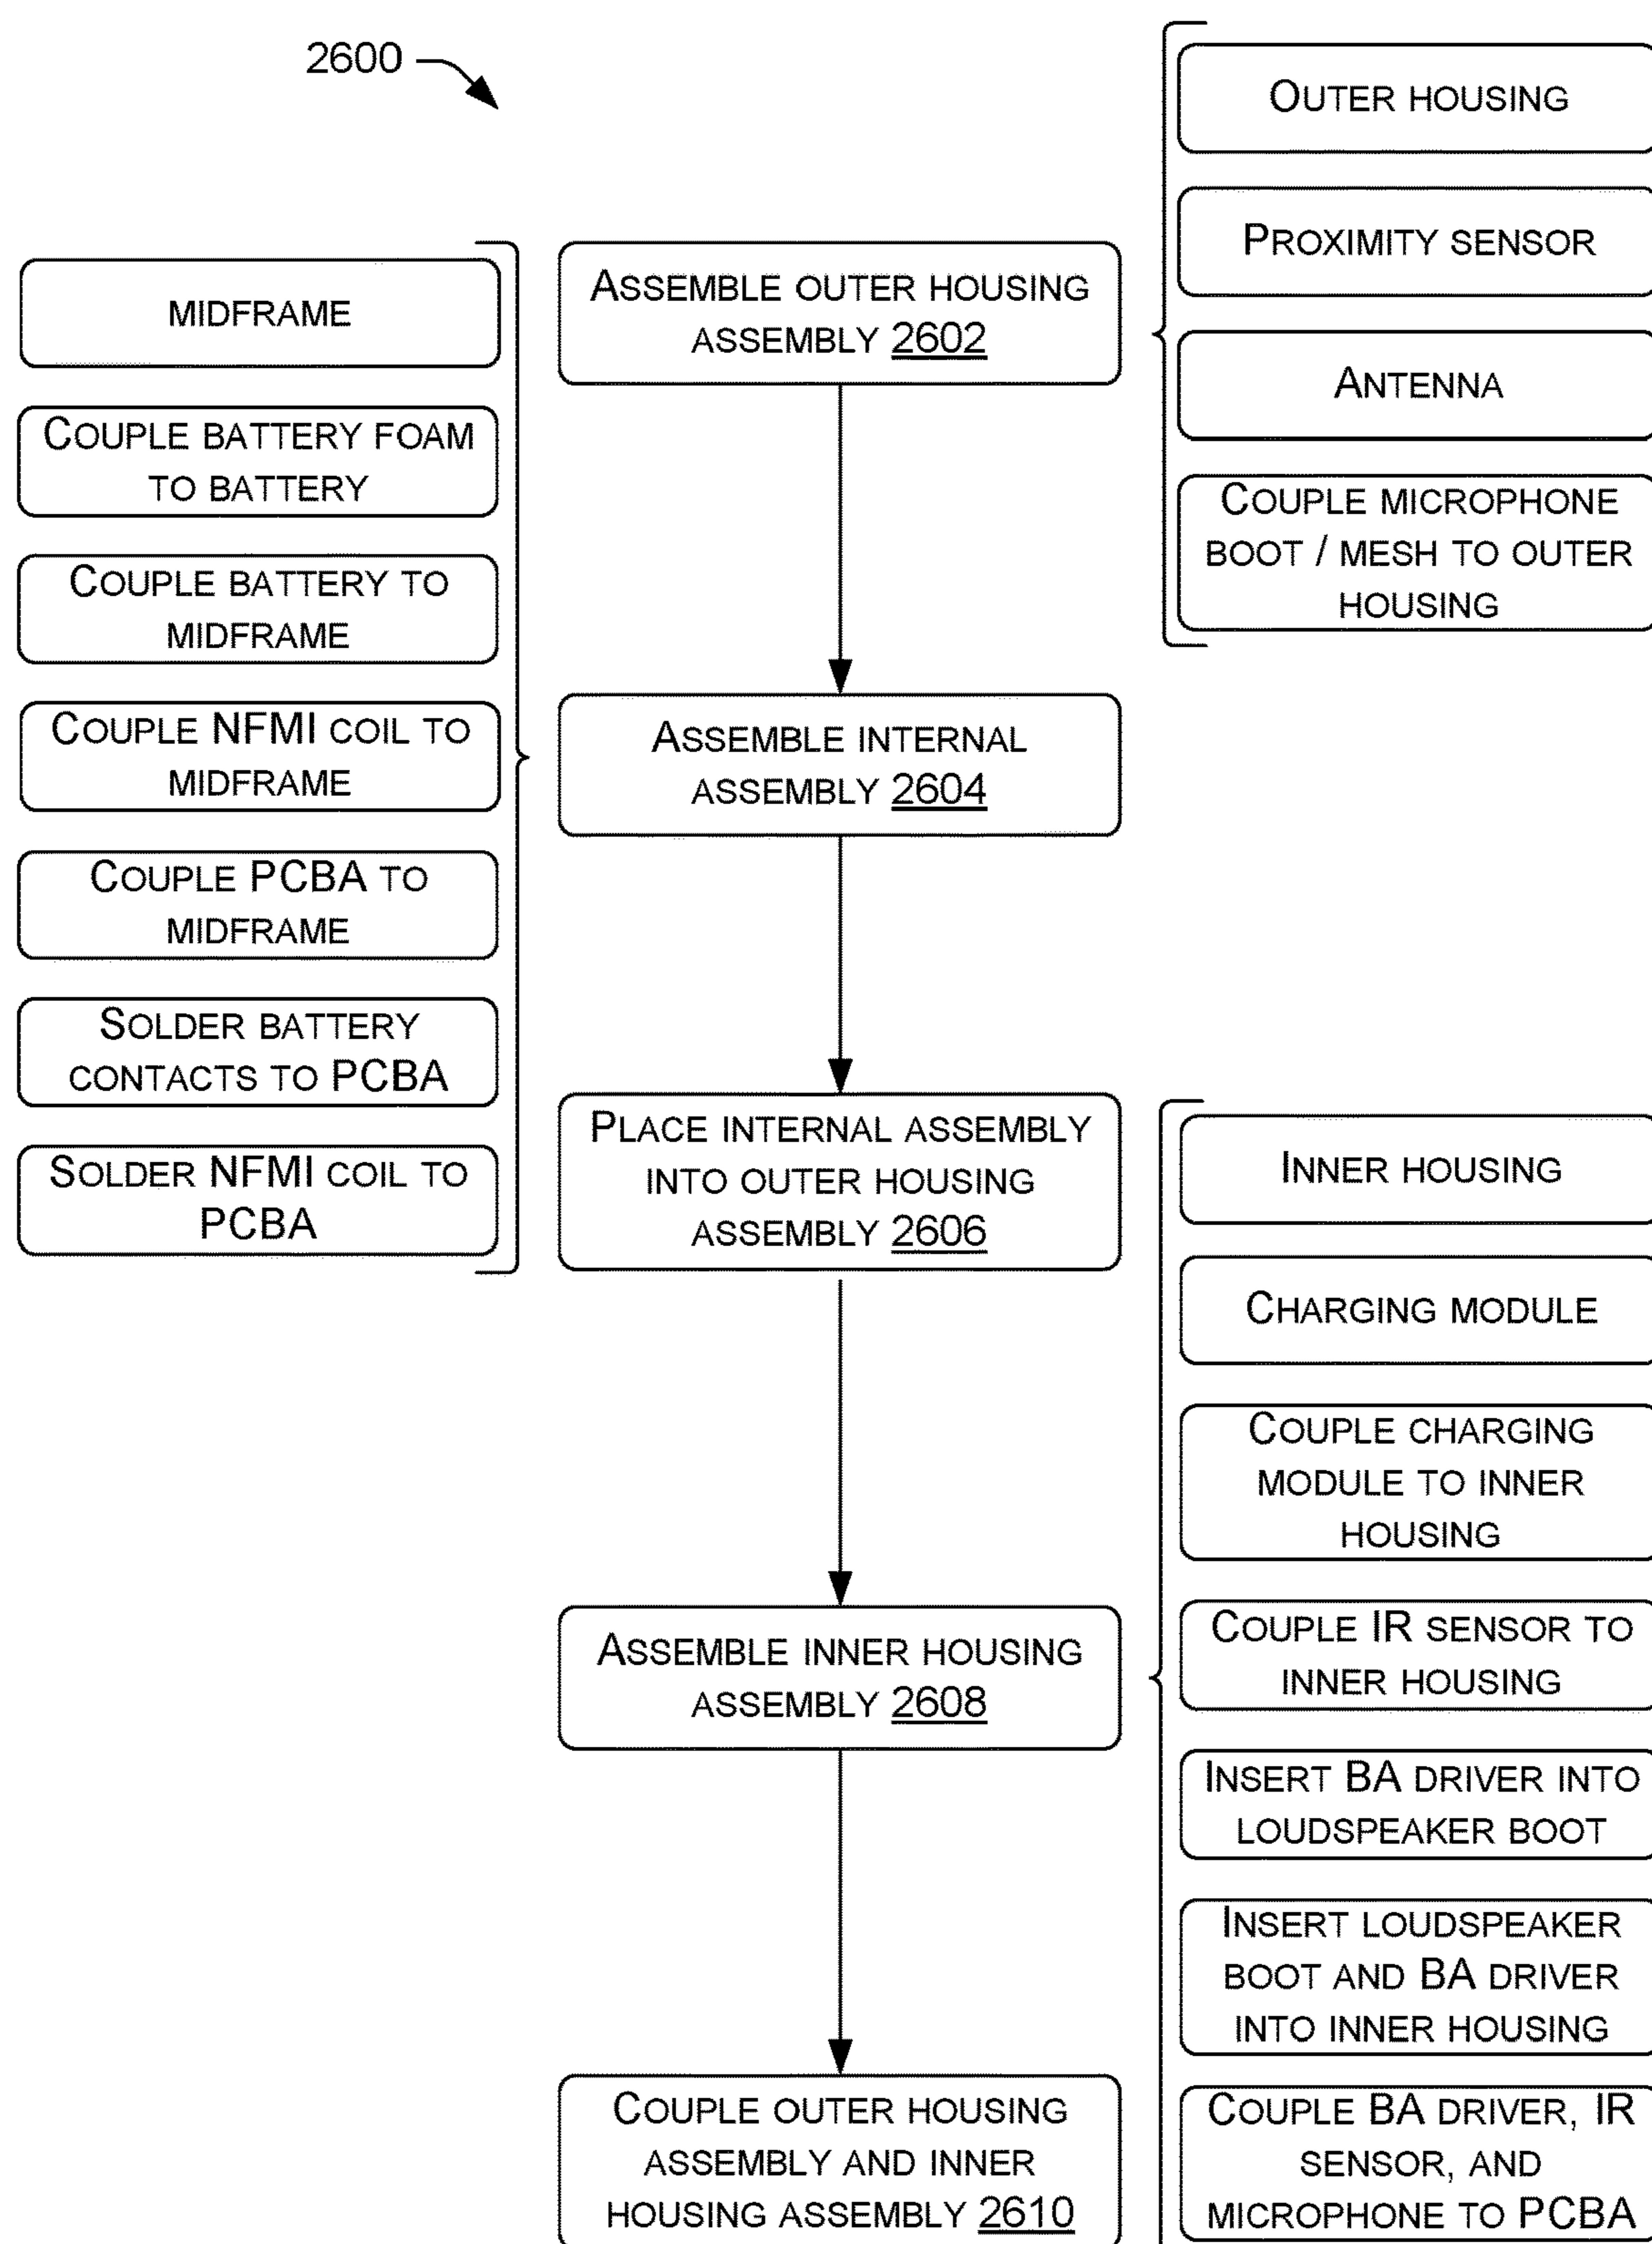 2600
OUTER HOUSING
PROXIMITY SENSOR
ANTENNA
COUPLE MICROPHONE
BOOT / MESH TO OUTER
HOUSING
ASSEMBLE OUTER HOUSING
ASSEMBLY 2602
MIDFRAME
COUPLE BATTERY FOAM
TO BATTERY
COUPLE BATTERY TO
MIDFRAME
COUPLE NFMI COIL TO
MIDFRAME
COUPLE PCBA TO
MIDFRAME
SOLDER BATTERY
CONTACTS TO PCBA
SOLDER NFMI COIL TO
PCBA
ASSEMBLE INTERNAL
ASSEMBLY 2604
PLACE INTERNAL ASSEMBLY
INTO OUTER HOUSING
ASSEMBLY 2606
INNER HOUSING
CHARGING MODULE
COUPLE CHARGING
MODULE TO INNER
HOUSING
COUPLE IR SENSOR TO
INNER HOUSING
INSERT BA DRIVER INTO
LOUDSPEAKER BOOT
INSERT LOUDSPEAKER
BOOT AND BA DRIVER
INTO INNER HOUSING
COUPLE BA DRIVER, IR
SENSOR, AND
MICROPHONE TO PCBA
ASSEMBLE INNER HOUSING
ASSEMBLY 2608
COUPLE OUTER HOUSING
ASSEMBLY AND INNER
HOUSING ASSEMBLY 2610